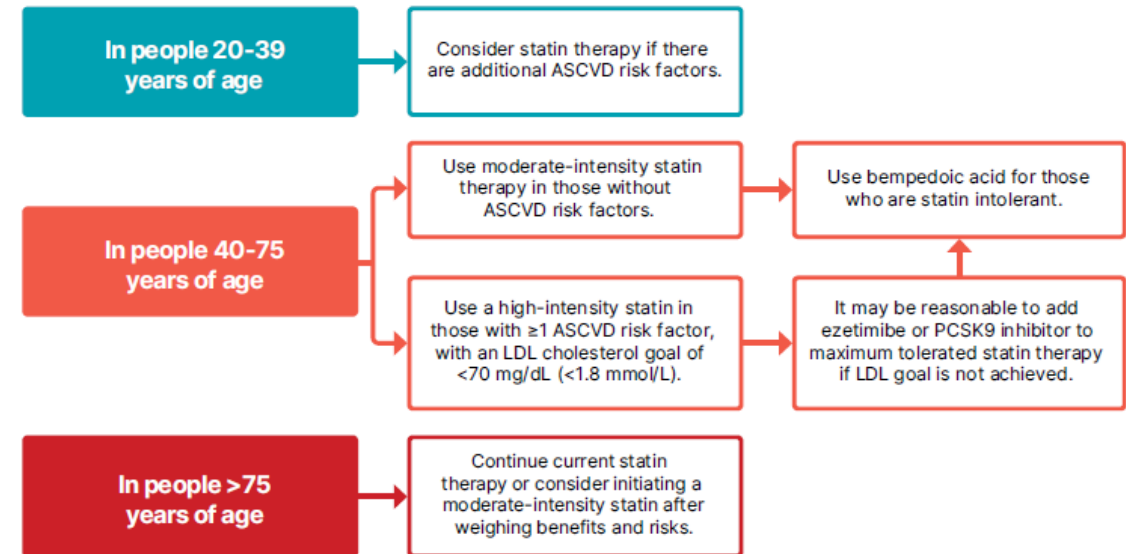 In people 20-39
years of age
Consider statin therapy if there
are additional ASCVD risk factors.
In people 40-75
years of age
Use moderate-intensity statin
therapy in those without
ASCVD risk factors.
Use bempedoic acid for those
who are statin intolerant.
Use a high-intensity statin in
those with ≥1 ASCVD risk factor,
with an LDL cholesterol goal of
<70 mg/dL (<1.8 mmol/L).
It may be reasonable to add
ezetimibe or PCSK9 inhibitor to
maximum tolerated statin therapy
if LDL goal is not achieved.
In people >75
years of age
Continue current statin
therapy or consider initiating a
moderate-intensity statin after
weighing benefits and risks.